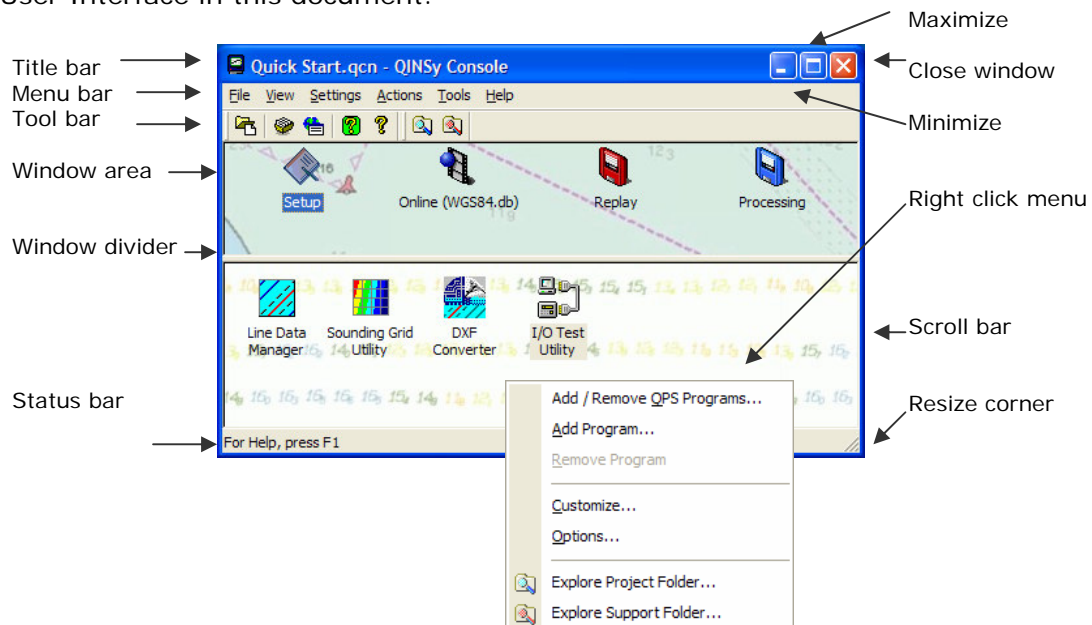 User Interface in this document.
Maximize
Title bar
Quick Start.qcn - QINSy Console
Close window
Menu bar
File View Settings Actions Tools Help
Tool bar
Minimize
Window area
Setup
Online (WGS84.db)
Replay
Processing
Right click menu
Window divider
Line Data
Manager
Sounding Grid
Utility
DXF
Converter
I/O Test
Utility
Scroll bar
Status bar
Add / Remove QPS Programs...
Resize corner
Add Program...
For Help, press F1
Remove Program
Customize...
Options...
Explore Project Folder...
Explore Support Folder...